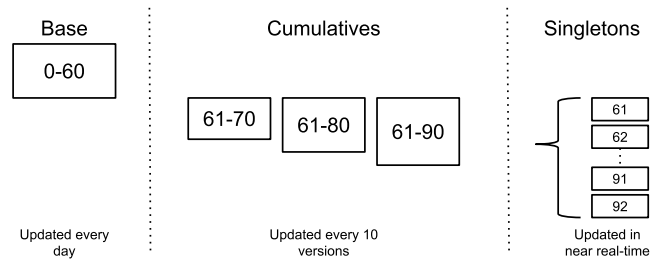 Base
Cumulatives
Singletons
0-60
61-70
61-80
61-90
61
62
91
92
Updated every
day
Updated every 10
versions
Updated in
near real-time